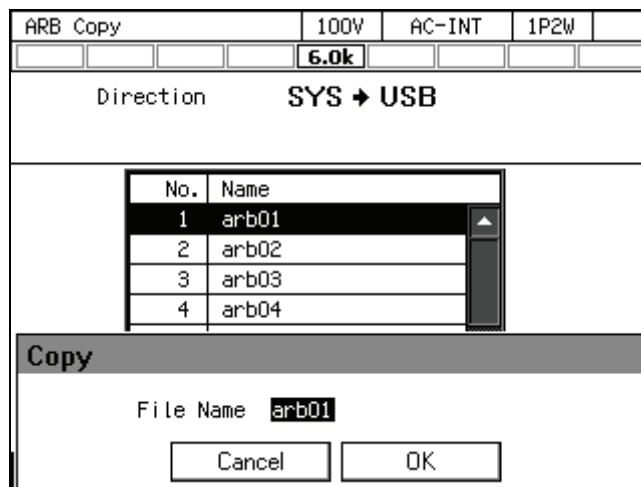 ARB Copy 100V AC-INT 1P2W
6.0k
Direction SYS → USB
No. Name
1 arb01
2 arb02
3 arb03
4 arb04
Copy
File Name arb01
Cancel OK